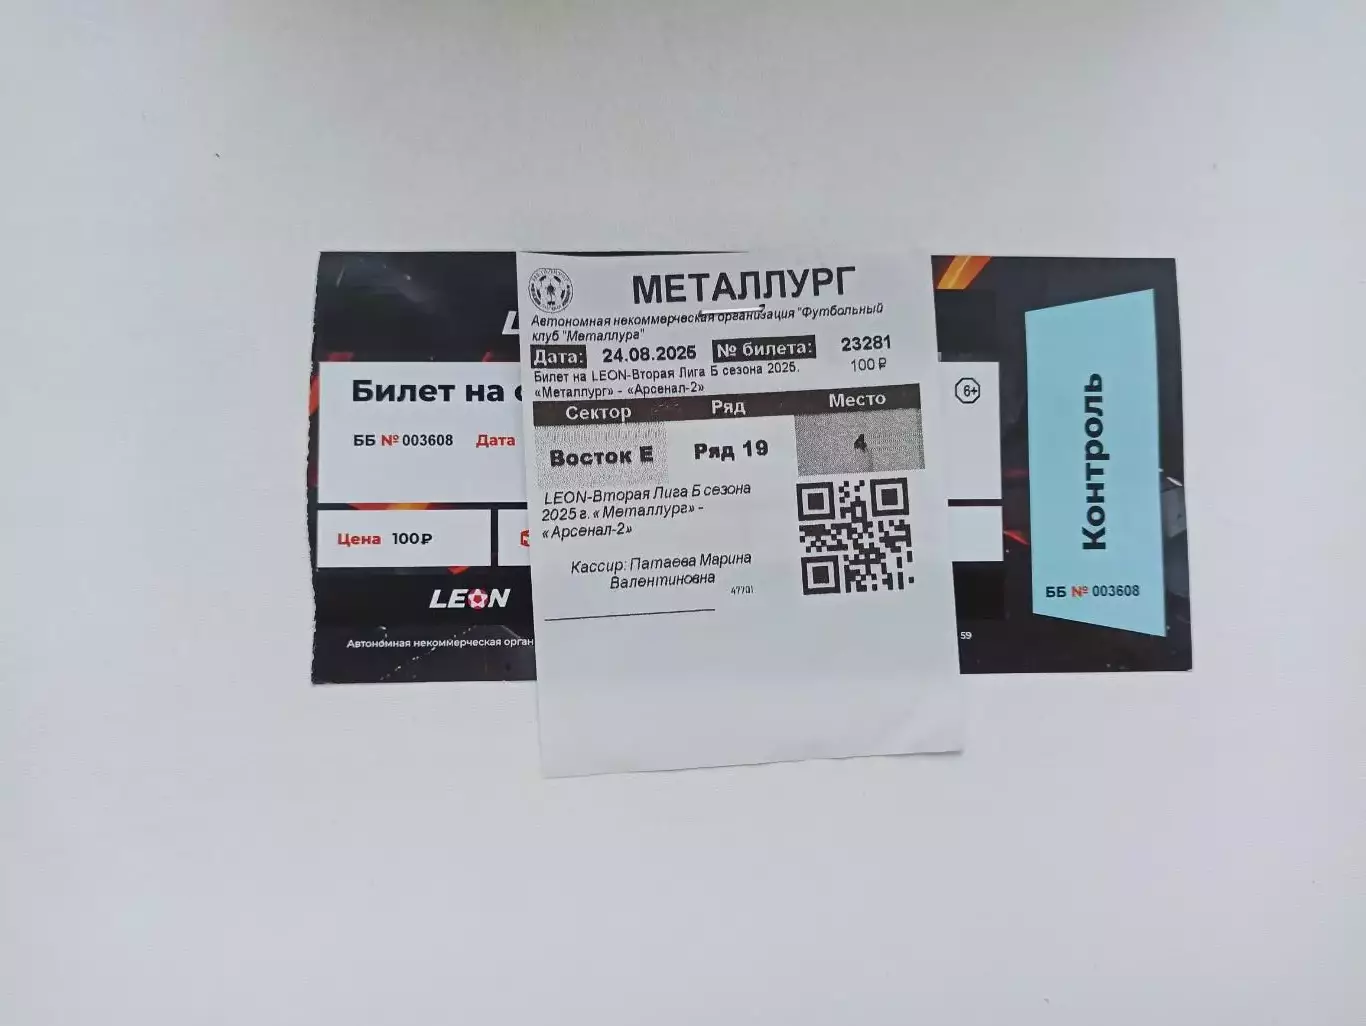 МЕТАЛЛУРГ
Автономная некоммерческая организация "Футбольный
клуб "Металлург"
Дата: 24.08.2025 № билета: 23281
Билет на LEON-Вторая Лига Б сезона 2025. 100 ₽
«Металлург» - «Арсенал-2»
Сектор Ряд Место
Восток Е Ряд 19 4
LEON-Вторая Лига Б сезона
2025 г. «Металлург» -
«Арсенал-2»
Кассир: Патаева Марина
Валентиновна
47701
Билет на
ББ № 003608 Дата
Цена 100₽
LEON
Автономная некоммерческая орган
6+
59
Контроль
ББ № 003608